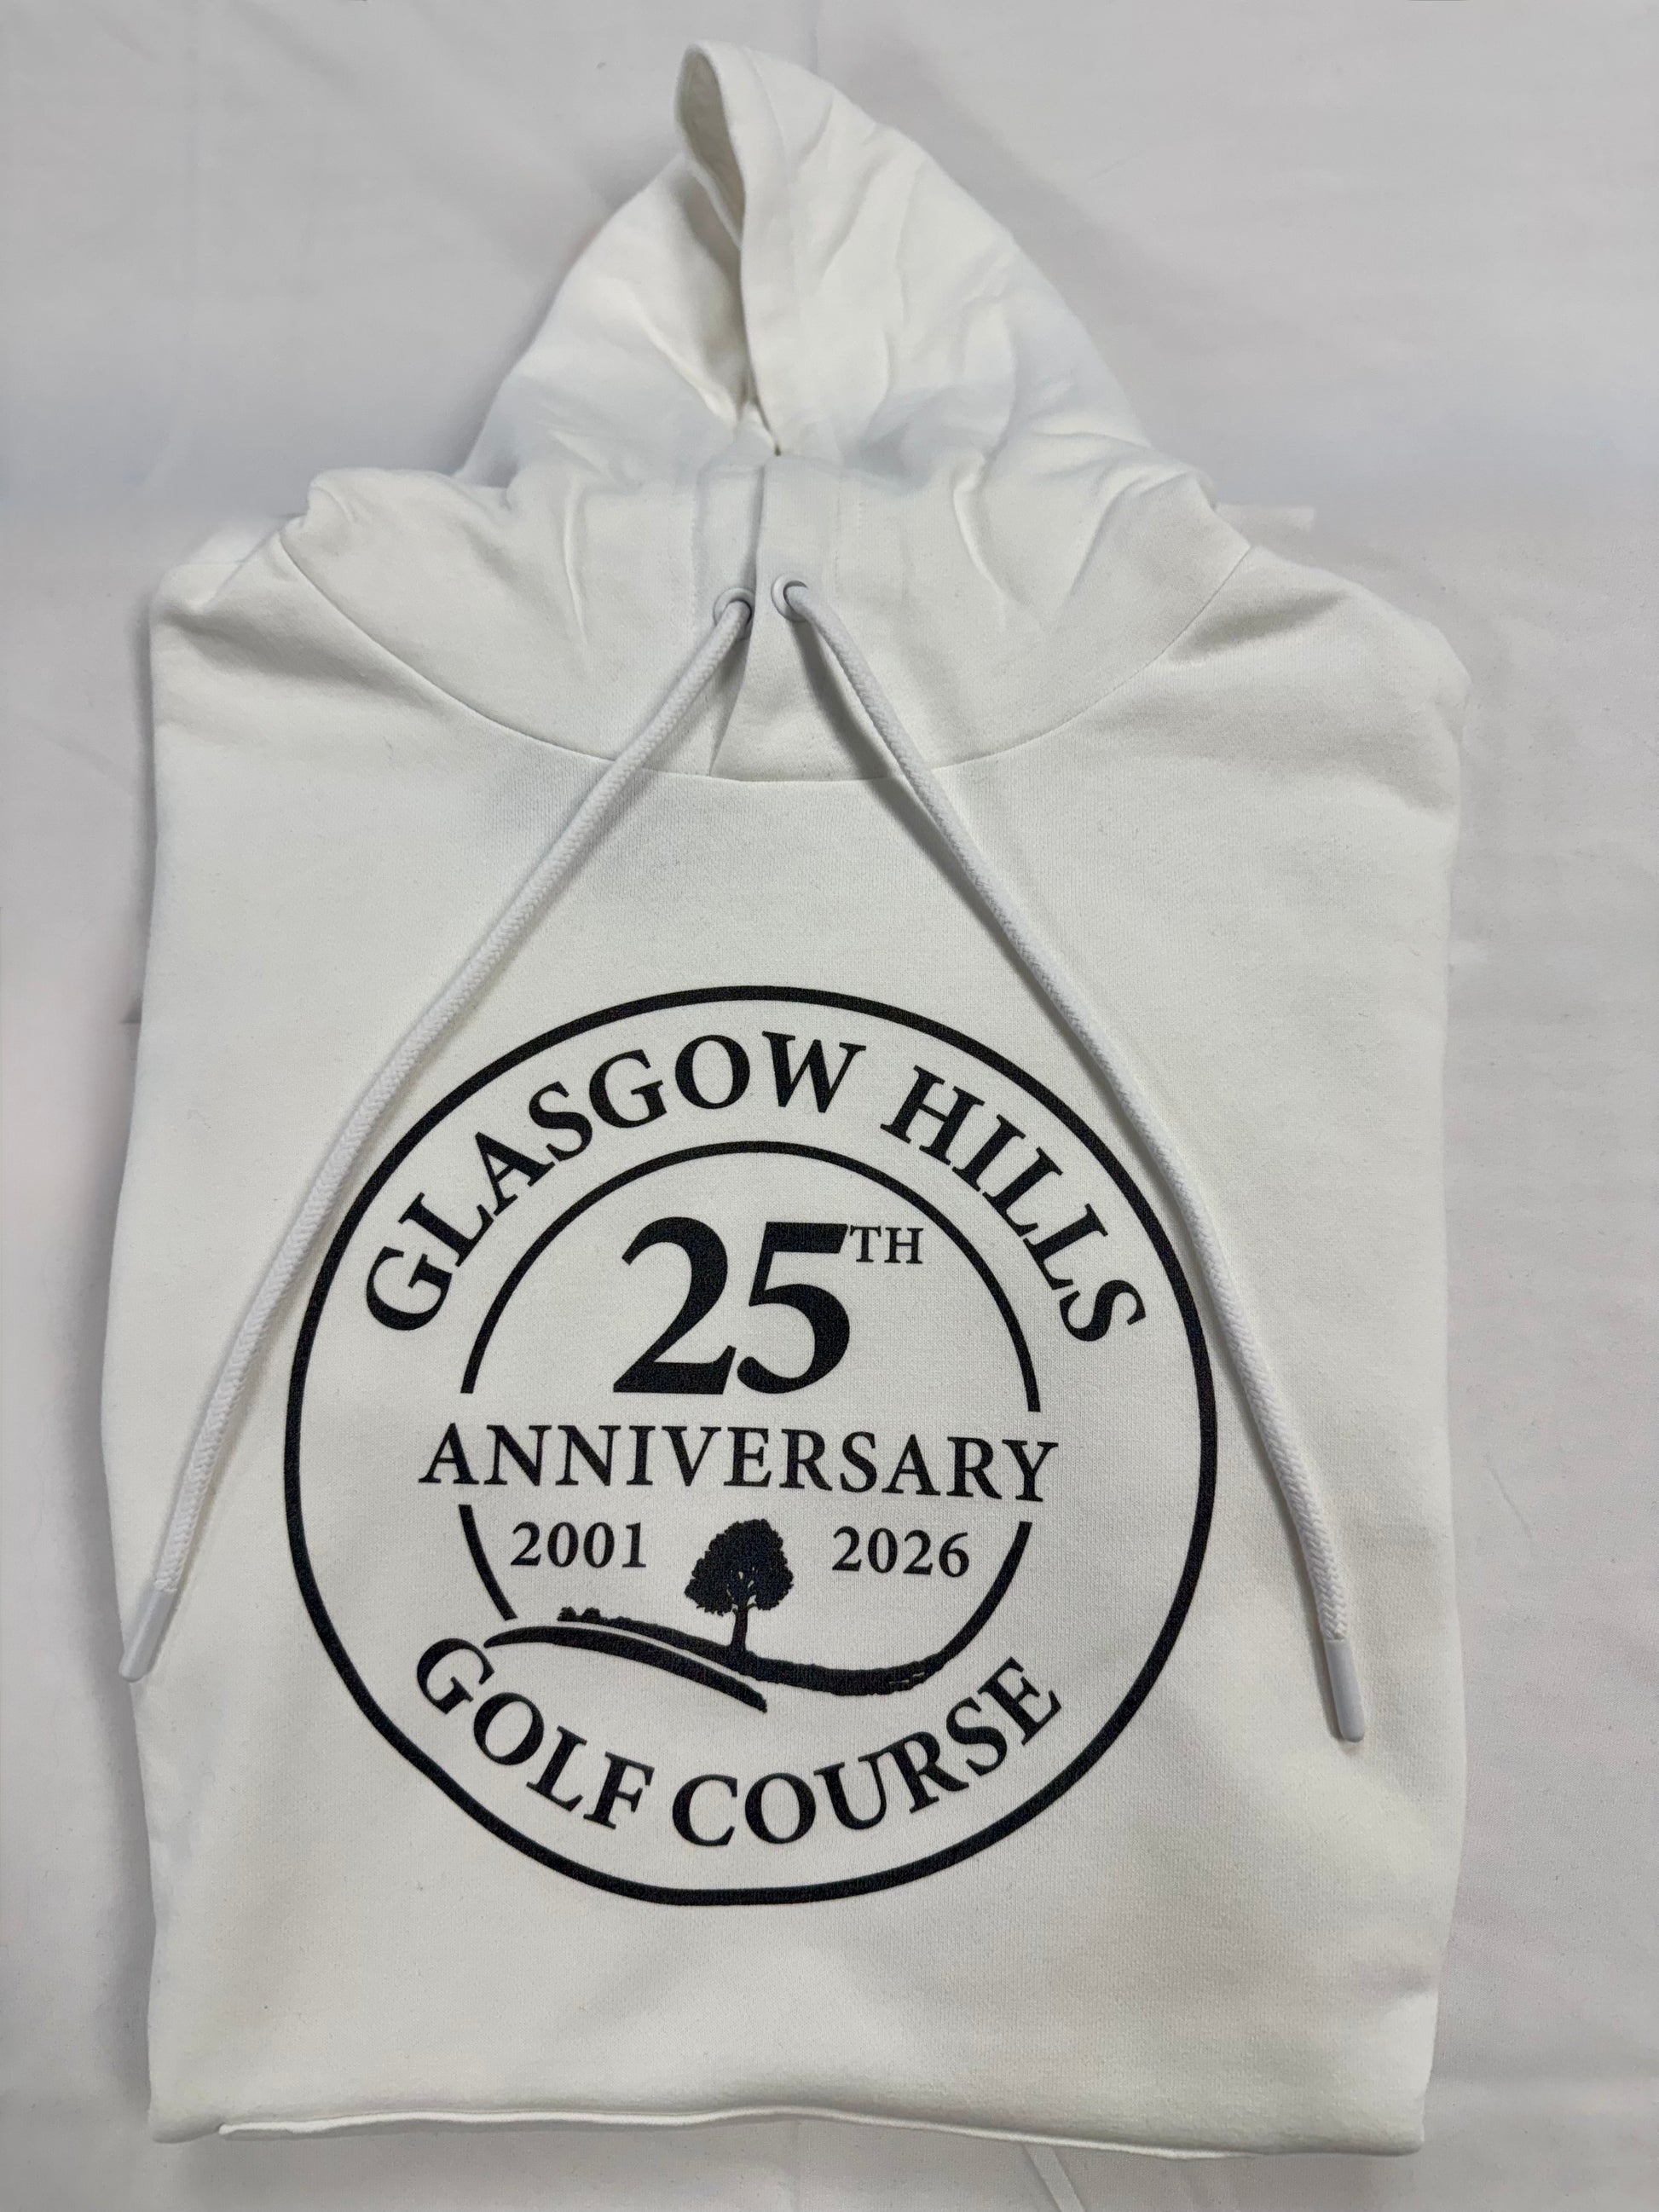 GLASGOW HILLS
25TH
ANNIVERSARY
2001 2026
GOLF COURSE